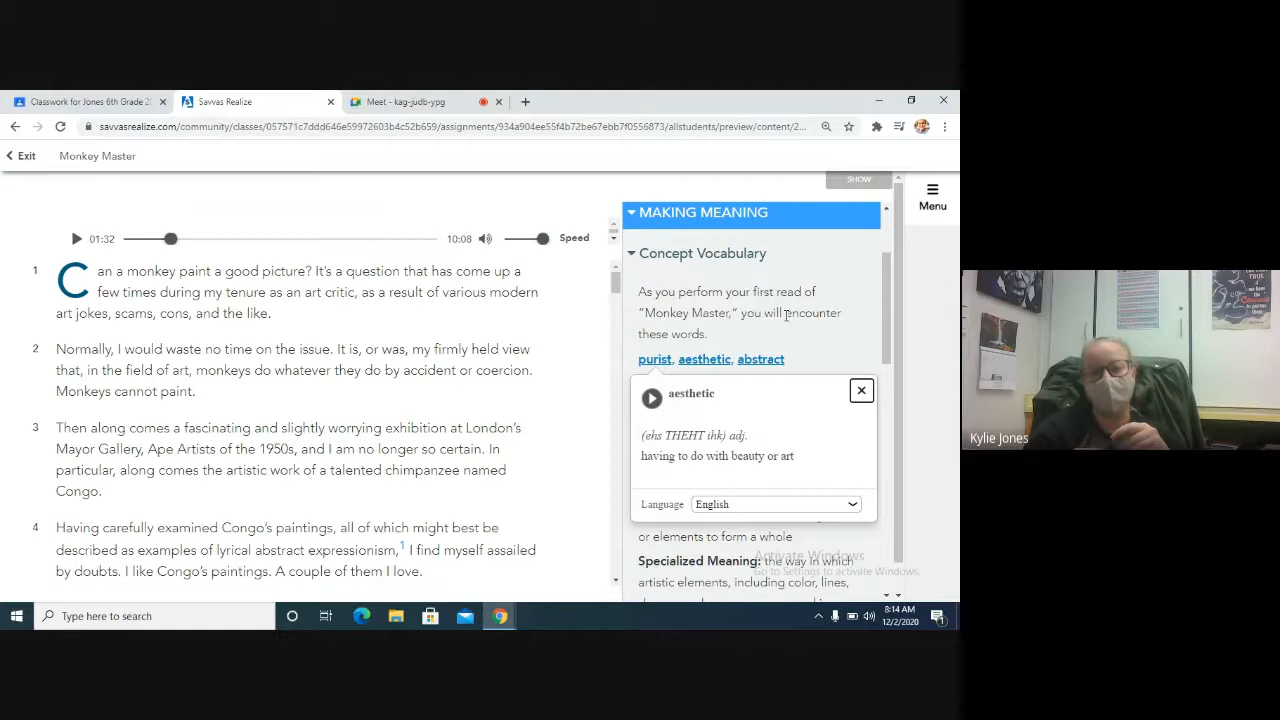 Classwork for Jones 6th Grade 20
Savvas Realize
Meet - kag-judb-ypg
savvasrealize.com/community/classes/057571c7ddd646e59972603b4c52b659/assignments/934a904ee55f4b72be67ebb7f0556873/allstudents/preview/content/2...
Exit
Monkey Master
SHOW
Menu
01:32
10:08
Speed
1
Can a monkey paint a good picture? It's a question that has come up a
few times during my tenure as an art critic, as a result of various modern
art jokes, scams, cons, and the like.
2
Normally, I would waste no time on the issue. It is, or was, my firmly held view
that, in the field of art, monkeys do whatever they do by accident or coercion.
Monkeys cannot paint.
3
Then along comes a fascinating and slightly worrying exhibition at London's
Mayor Gallery, Ape Artists of the 1950s, and I am no longer so certain. In
particular, along comes the artistic work of a talented chimpanzee named
Congo.
4
Having carefully examined Congo's paintings, all of which might best be
described as examples of lyrical abstract expressionism,1 I find myself assailed
by doubts. I like Congo's paintings. A couple of them I love.
MAKING MEANING
Concept Vocabulary
As you perform your first read of
"Monkey Master," you will encounter
these words.
purist, aesthetic, abstract
aesthetic
(ehs THEHT ihk) adj.
having to do with beauty or art
Language English
or elements to form a whole
Specialized Meaning: the way in which
artistic elements, including color, lines,
Activate Windows
Go to Settings to activate Windows.
Type here to search
8:14 AM
12/2/2020
1
Kylie Jones
TRUE